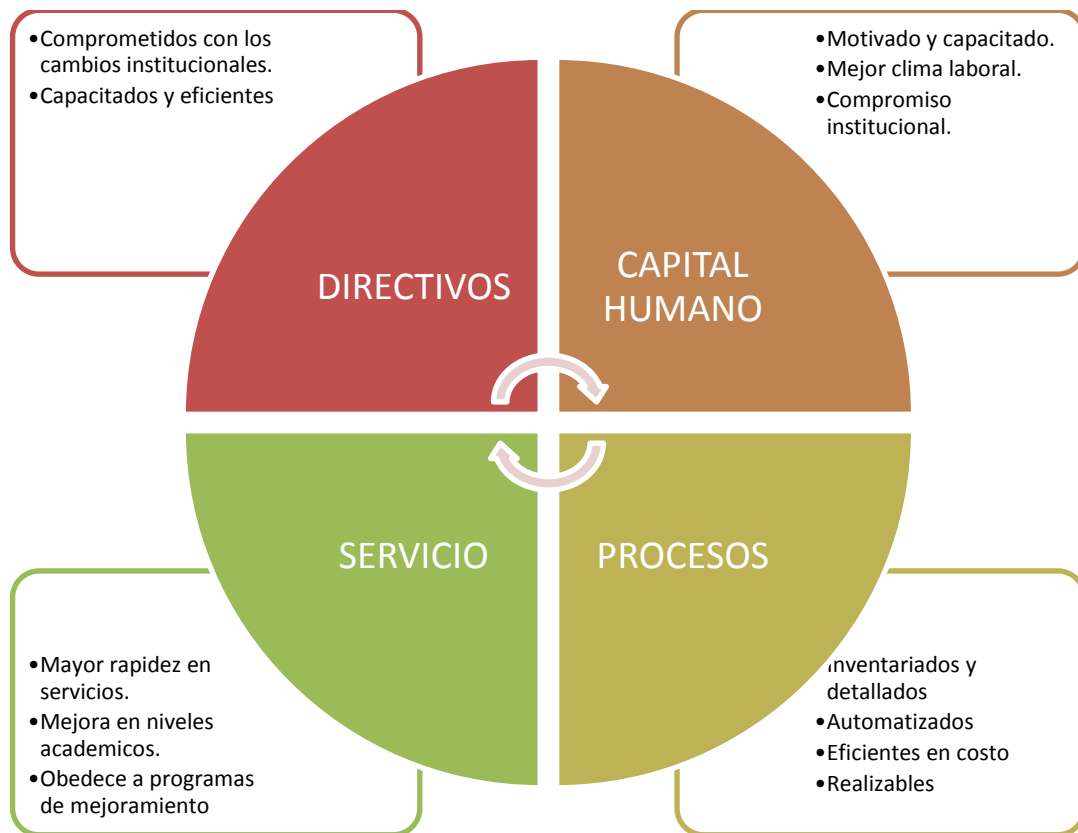 •Comprometidos con los
cambios institucionales.
•Capacitados y eficientes
•Motivado y capacitado.
•Mejor clima laboral.
•Compromiso
institucional.
DIRECTIVOS
CAPITAL
HUMANO
SERVICIO
PROCESOS
•Mayor rapidez en
servicios.
•Mejora en niveles
academicos.
•Obedece a programas
de mejoramiento
Inventariados y
detallados
•Automatizados
•Eficientes en costo
•Realizables